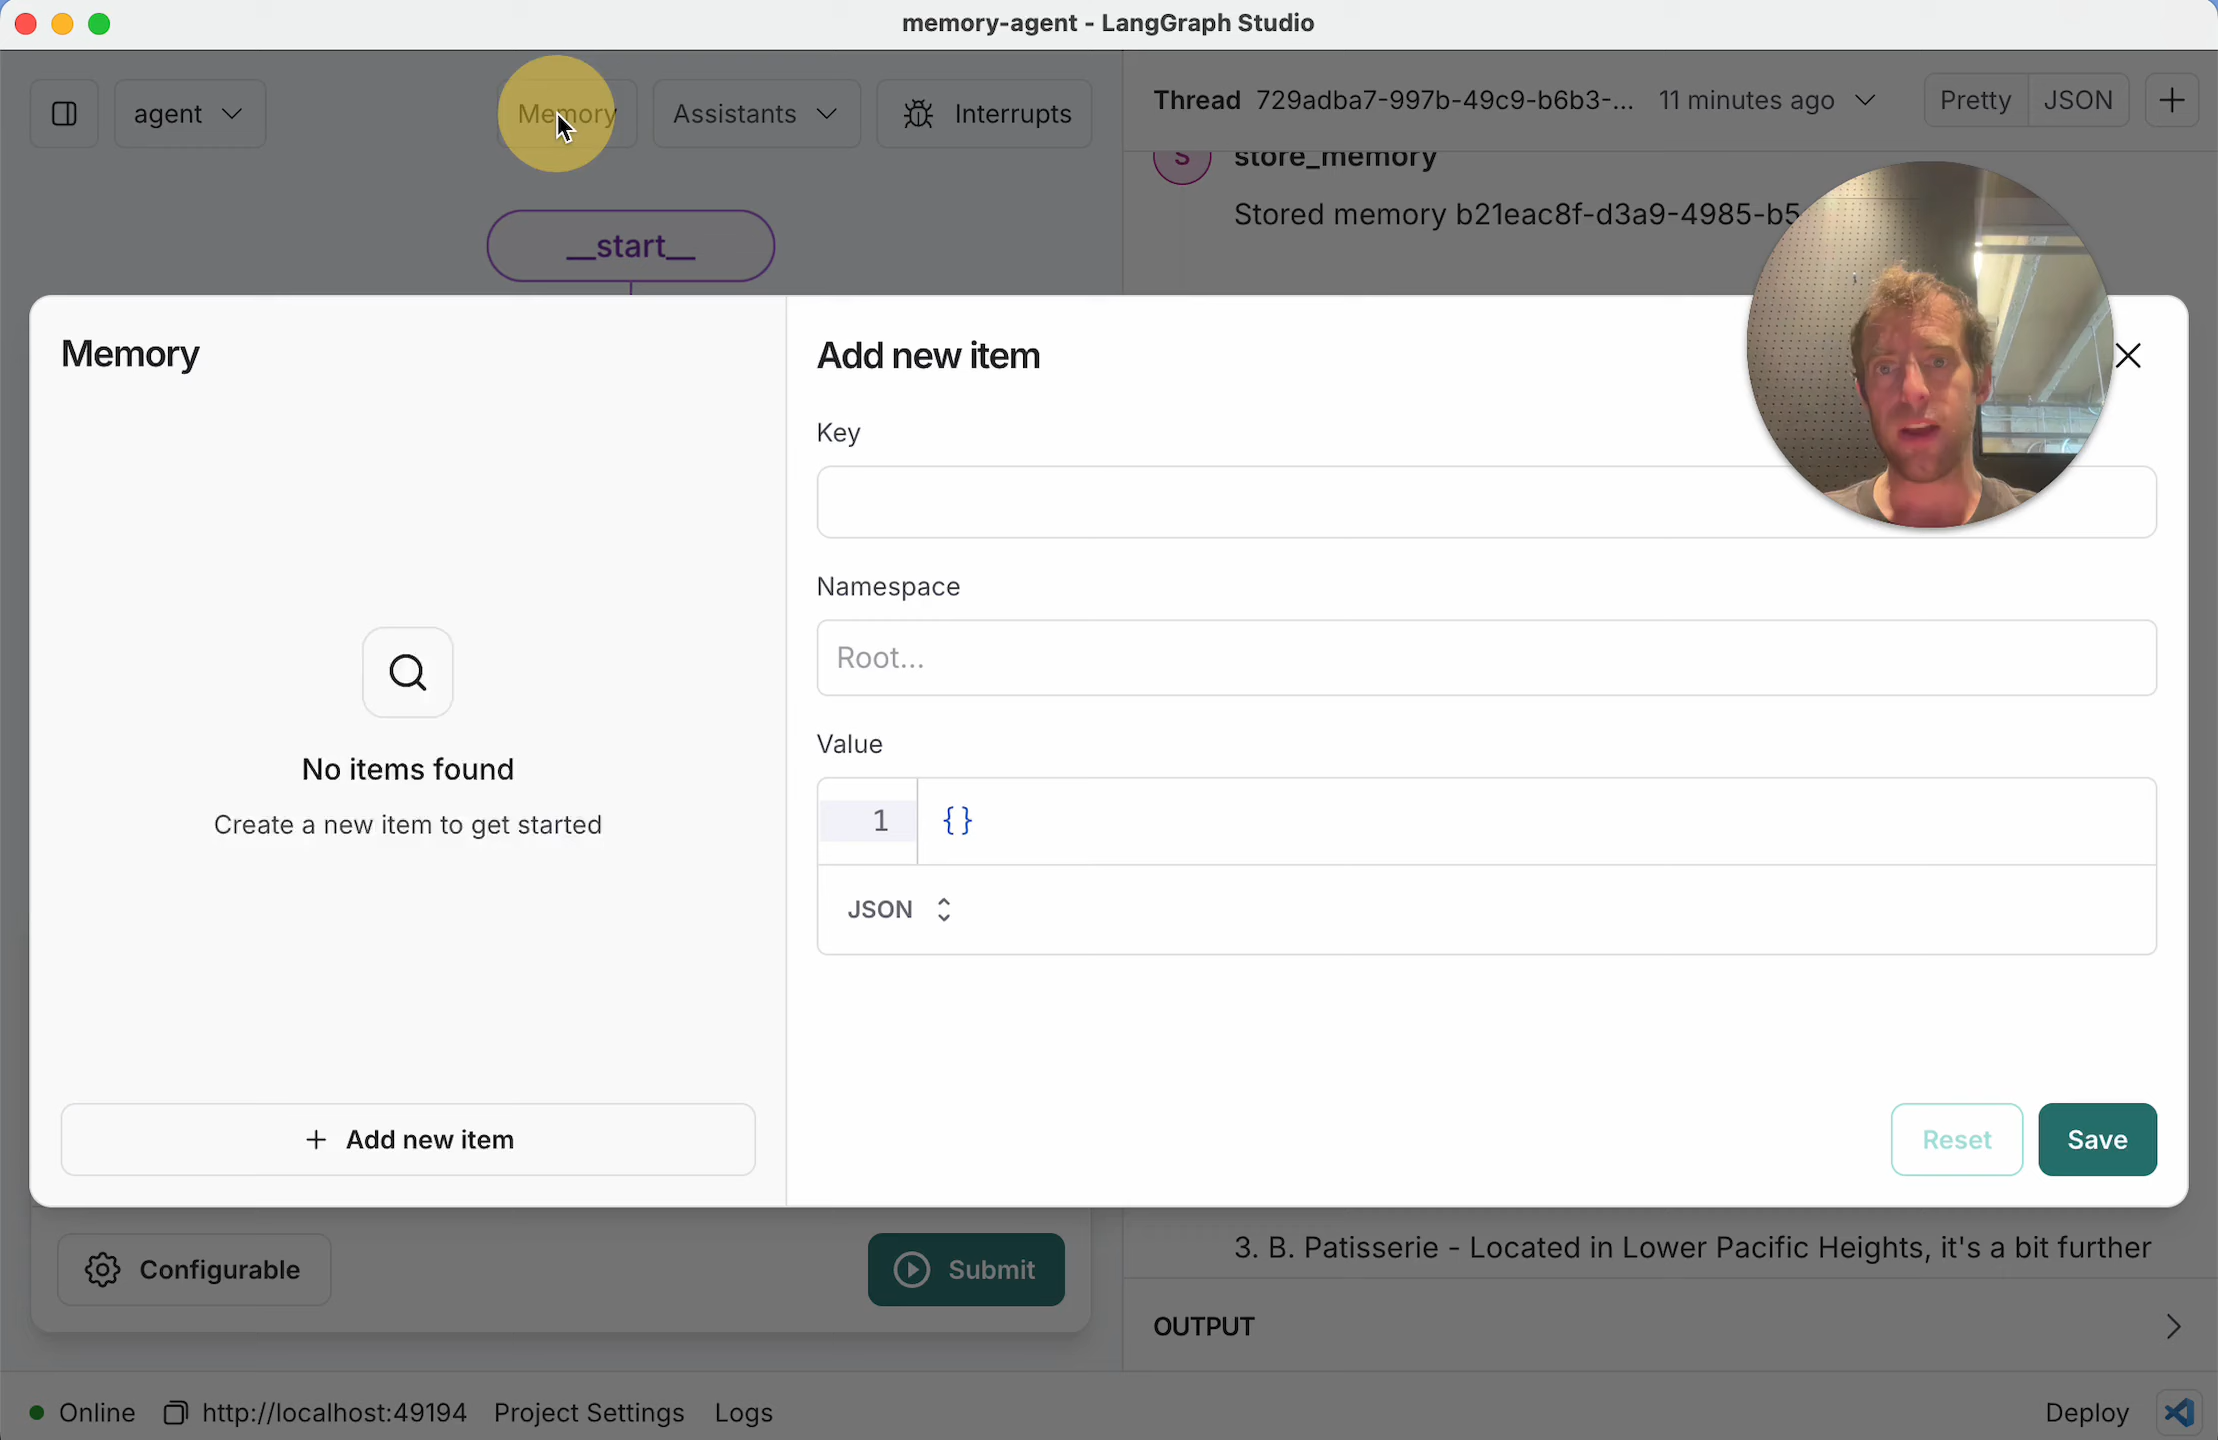 memory-agent - LangGraph Studio
agent
Memory
Assistants
Interrupts
Thread 729adba7-997b-49c9-b6b3-... 11 minutes ago
Pretty
JSON
S
store_memory
Stored memory b21eac8f-d3a9-4985-b5
__start__
Memory
Add new item
Key
Namespace
Root...
Value
1
{}
JSON
No items found
Create a new item to get started
+ Add new item
Reset
Save
Configurable
Submit
3. B. Patisserie - Located in Lower Pacific Heights, it's a bit further
OUTPUT
Online
http://localhost:49194
Project Settings
Logs
Deploy